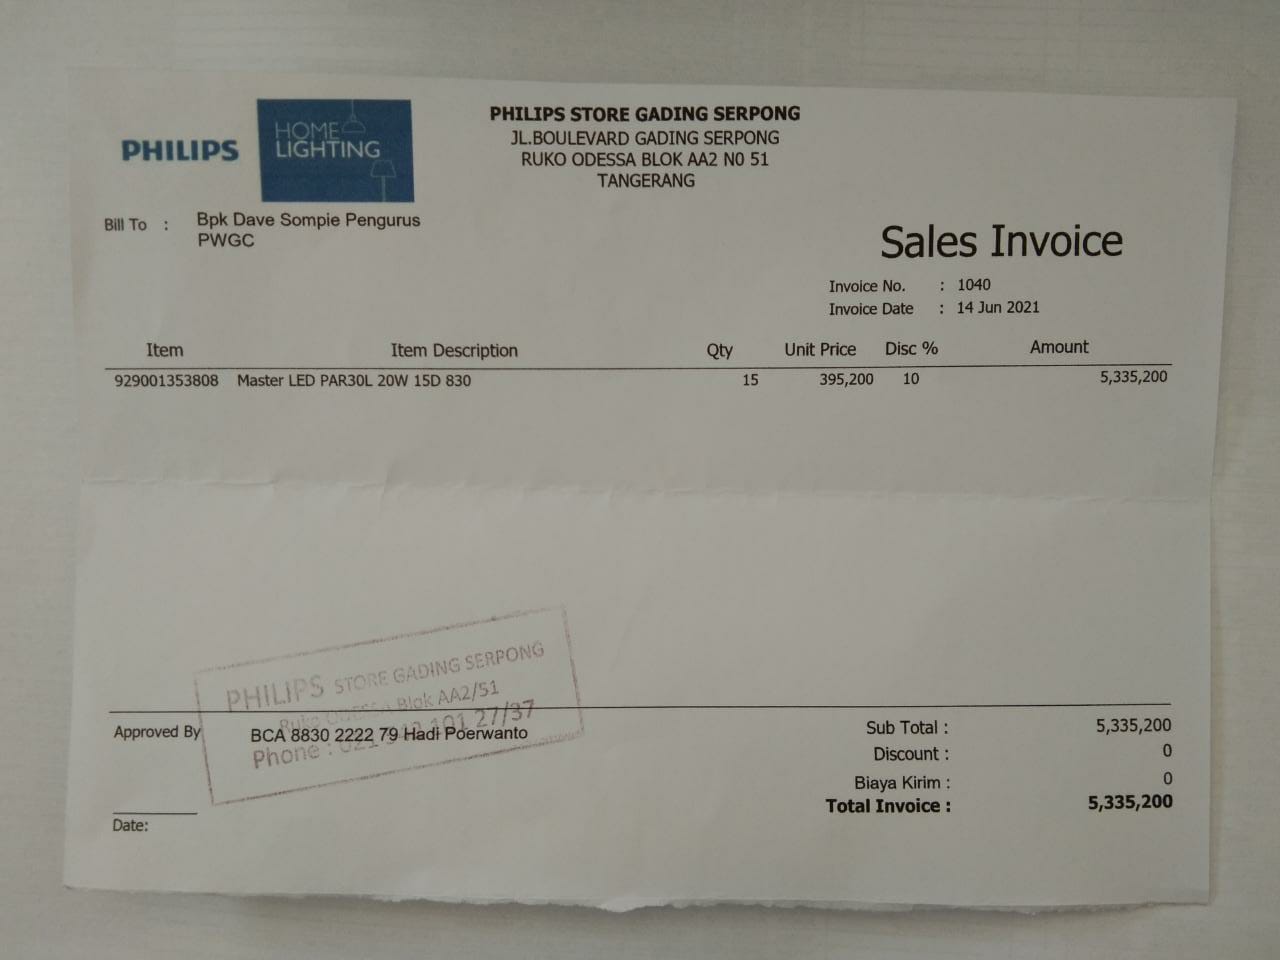 PHILIPS
HOME
LIGHTING
PHILIPS STORE GADING SERPONG
JL.BOULEVARD GADING SERPONG
RUKO ODESSA BLOK AA2 N0 51
TANGERANG
Bill To : Bpk Dave Sompie Pengurus
PWGC
Sales Invoice
Invoice No. : 1040
Invoice Date : 14 Jun 2021
Item Item Description Qty Unit Price Disc % Amount
929001353808 Master LED PAR30L 20W 15D 830 15 395,200 10 5,335,200
PHILIPS STORE GADING SERPONG
Ruko Blok AA2/51
Phone : 101 27/37
Approved By BCA 8830 2222 79 Hadi Poerwanto
Date:
Sub Total : 5,335,200
Discount : 0
Biaya Kirim : 0
Total Invoice : 5,335,200